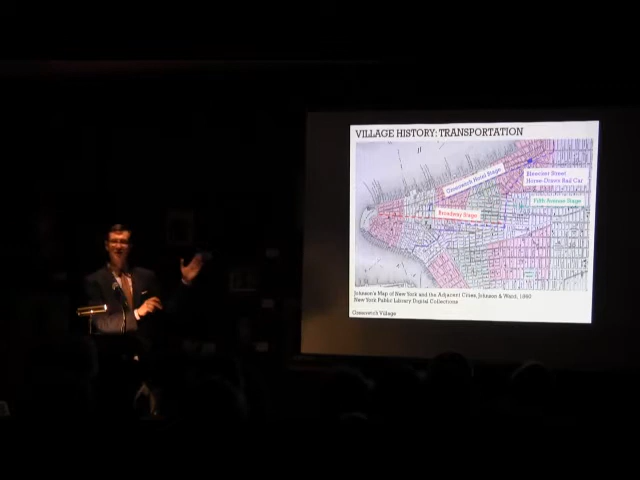 VILLAGE HISTORY: TRANSPORTATION
Greenwich Hotel Stage
Bleecker Street
Horse-Drawn Rail Car
Fifth Avenue Stage
Broadway Stage
Johnson's Map of New York and the Adjacent Cities, Johnson & Ward, 1860
New York Public Library Digital Collections
Greenwich Village